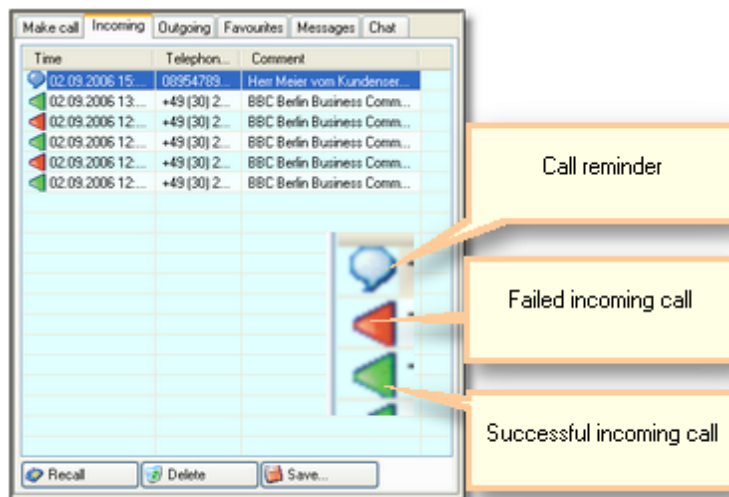 Make call Incoming Outgoing Favourites Messages Chat
Time Telephon... Comment
02.09.2006 15:... 08954789... Herr Meier vom Kundenser...
02.09.2006 13:... +49 (30) 2... BBC Berlin Business Comm...
02.09.2006 12:... +49 (30) 2... BBC Berlin Business Comm...
02.09.2006 12:... +49 (30) 2... BBC Berlin Business Comm...
02.09.2006 12:... +49 (30) 2... BBC Berlin Business Comm...
02.09.2006 12:... +49 (30) 2... BBC Berlin Business Comm...
Call reminder
Failed incoming call
Successful incoming call
Recall Delete Save...